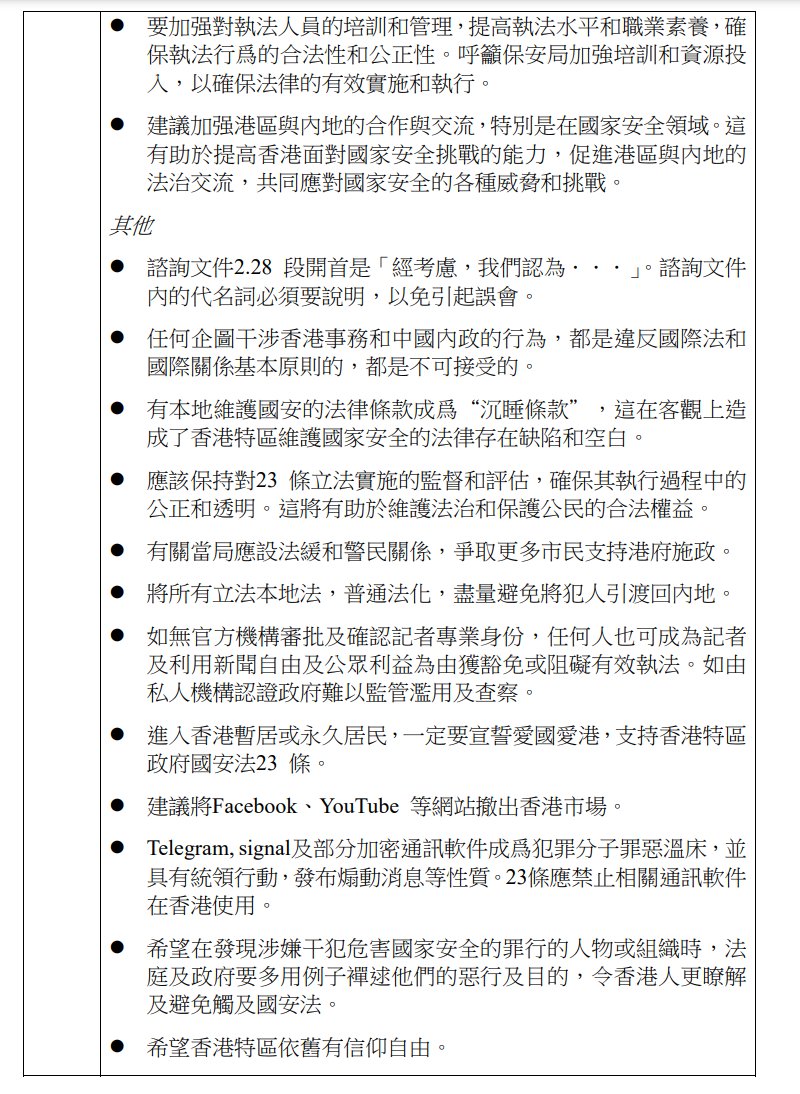 ● 要加强對執法人員的培訓和管理，提高執法水平和職業素養，確
保執法行爲的合法性和公正性。呼籲保安局加強培訓和資源投
入，以確保法律的有效實施和執行。
● 建議加强港區與內地的合作與交流，特別是在國家安全領域。這
有助於提高香港面對國家安全挑戰的能力，促進港區與內地的
法治交流，共同應對國家安全的各種威脅和挑戰。
其他
● 諮詢文件2.28 段開首是「經考慮，我們認為···」。諮詢文件
內的代名詞必須要說明，以免引起誤會。
● 任何企圖干涉香港事務和中國內政的行為，都是違反國際法和
國際關係基本原則的，都是不可接受的。
● 有本地維護國安的法律條款成爲“沉睡條款”，這在客觀上造
成了香港特區維護國家安全的法律存在缺陷和空白。
● 應該保持對23 條立法實施的監督和評估，確保其執行過程中的
公正和透明。這將有助於維護法治和保護公民的合法權益。
● 有關當局應設法緩和警民關係，爭取更多市民支持港府施政。
● 將所有立法本地法，普通法化，盡量避免將犯人引渡回內地。
● 如無官方機構審批及確認記者專業身份，任何人也可成為記者
及利用新聞自由及公眾利益為由獲豁免或阻礙有效執法。如由
私人機構認證政府難以監管濫用及查察。
● 進入香港暫居或永久居民，一定要宣誓愛國愛港，支持香港特區
政府國安法23 條。
● 建議將Facebook、YouTube 等網站撤出香港市場。
● Telegram, signal及部分加密通訊軟件成爲犯罪分子罪惡溫床，並
具有統領行動，發布煽動消息等性質。23條應禁止相關通訊軟件
在香港使用。
● 希望在發現涉嫌干犯危害國家安全的罪行的人物或組織時，法
庭及政府要多用例子襌逑他們的惡行及目的，令香港人更瞭解
及避免觸及國安法。
● 希望香港特區依舊有信仰自由。